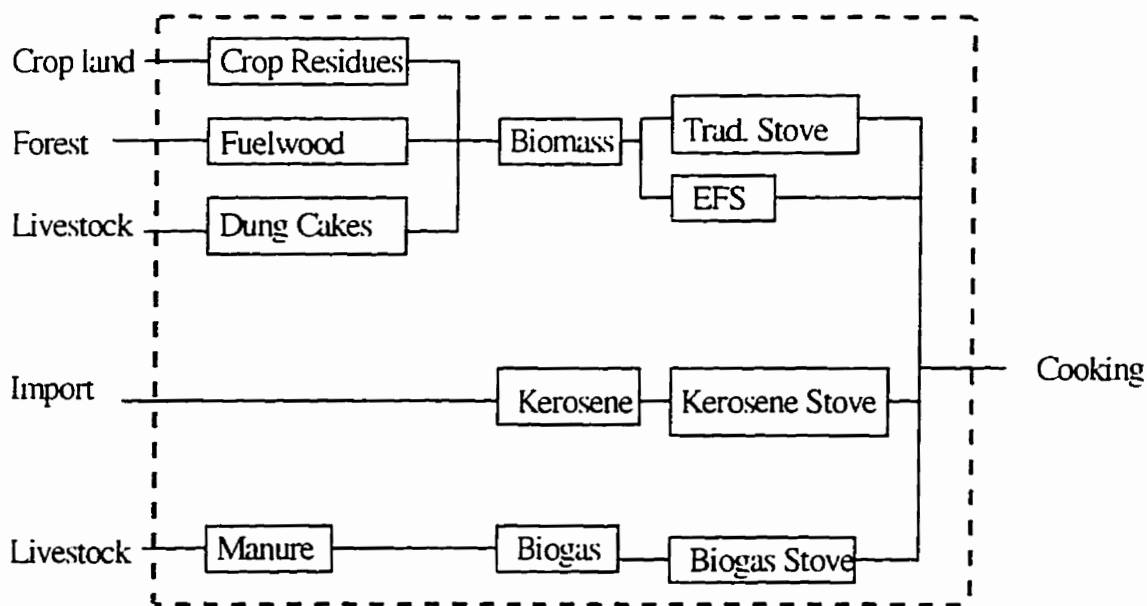 Crop land
Crop Residues
Forest
Fuelwood
Biomass
Trad. Stove
Livestock
Dung Cakes
EFS
Import
Kerosene
Kerosene Stove
Cooking
Livestock
Manure
Biogas
Biogas Stove